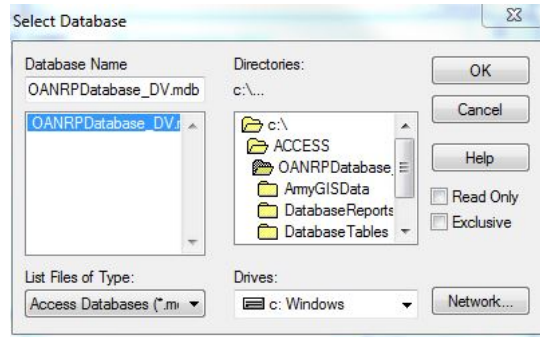 Select Database
Database Name
OANRPDatabase_DV.mdb
OANRPDatabase_DV.r
Directories:
c:\...
c:\
ACCESS
OANRPDatabase_
ArmyGISData
DatabaseReports
DatabaseTables
OK
Cancel
Help
Read Only
Exclusive
List Files of Type:
Access Databases (*.m
Drives:
c: Windows
Network...